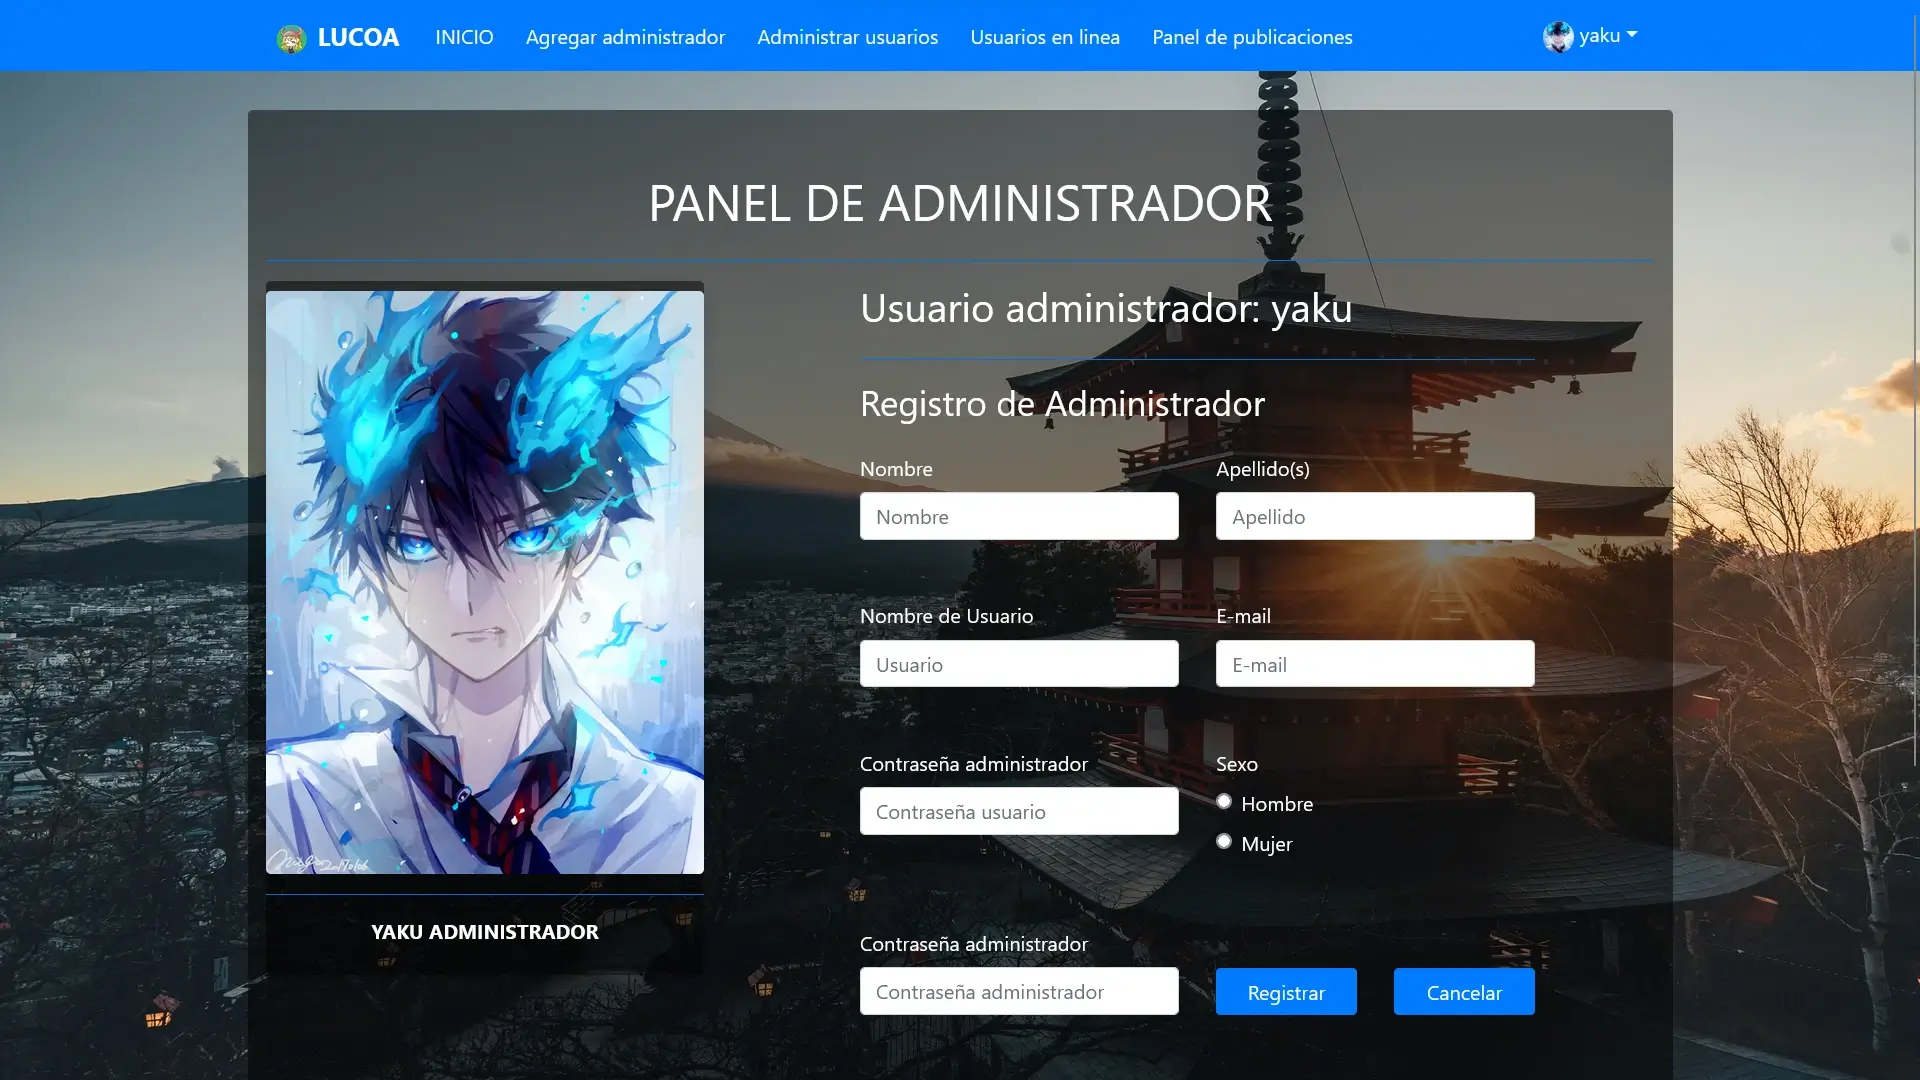 LUCOA INICIO Agregar administrador Administrar usuarios Usuarios en linea Panel de publicaciones yaku
PANEL DE ADMINISTRADOR
Usuario administrador: yaku
Registro de Administrador
Nombre Apellido(s)
Nombre Apellido
Nombre de Usuario E-mail
Usuario E-mail
Contraseña administrador Sexo
Contraseña usuario Hombre
Mujer
YAKU ADMINISTRADOR
Contraseña administrador
Contraseña administrador Registrar Cancelar